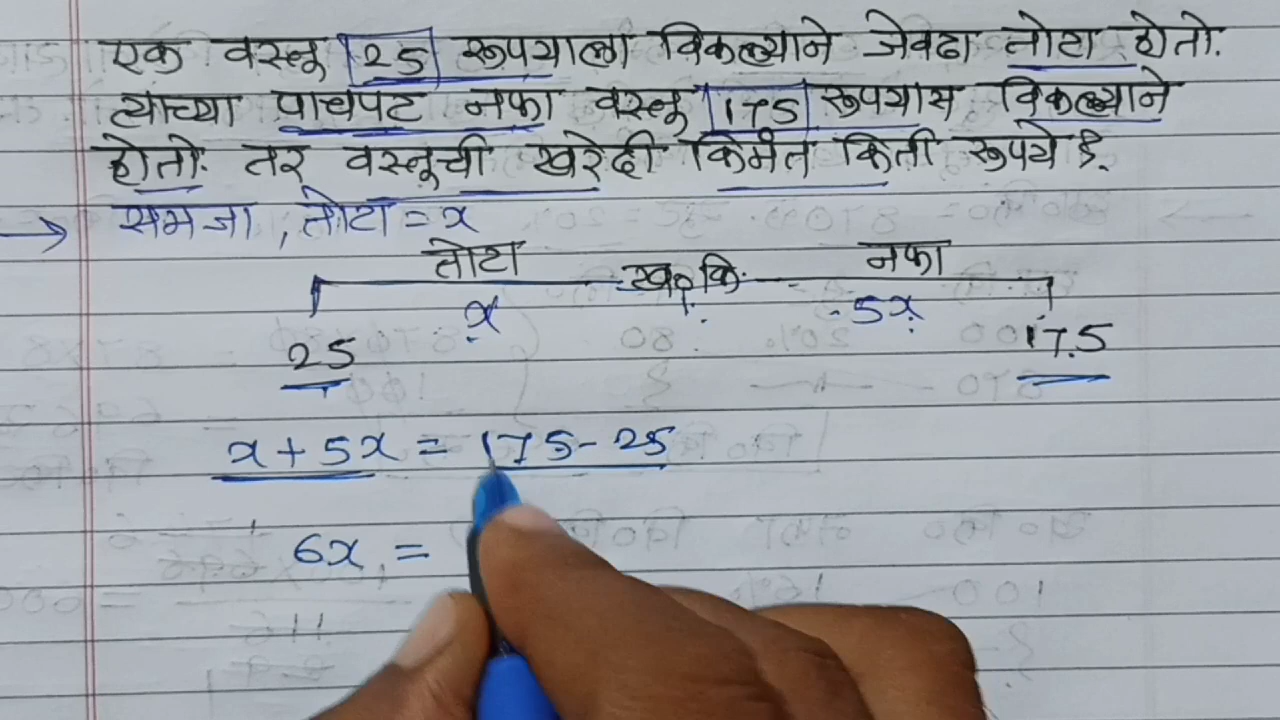 एक वस्तू 25 रूपयाला विकल्याने जेवढा तोटा होतो.
त्याच्या पाचपट नफा वस्तू 175 रूपयास विकल्याने
होतो. तर वस्तूची खरेदी किंमत किती रूपये ?
→ समजा, तोटा = x
तोटा ख० कि. नफा
x 5x
25 175
x + 5x = 175 - 25
6x =